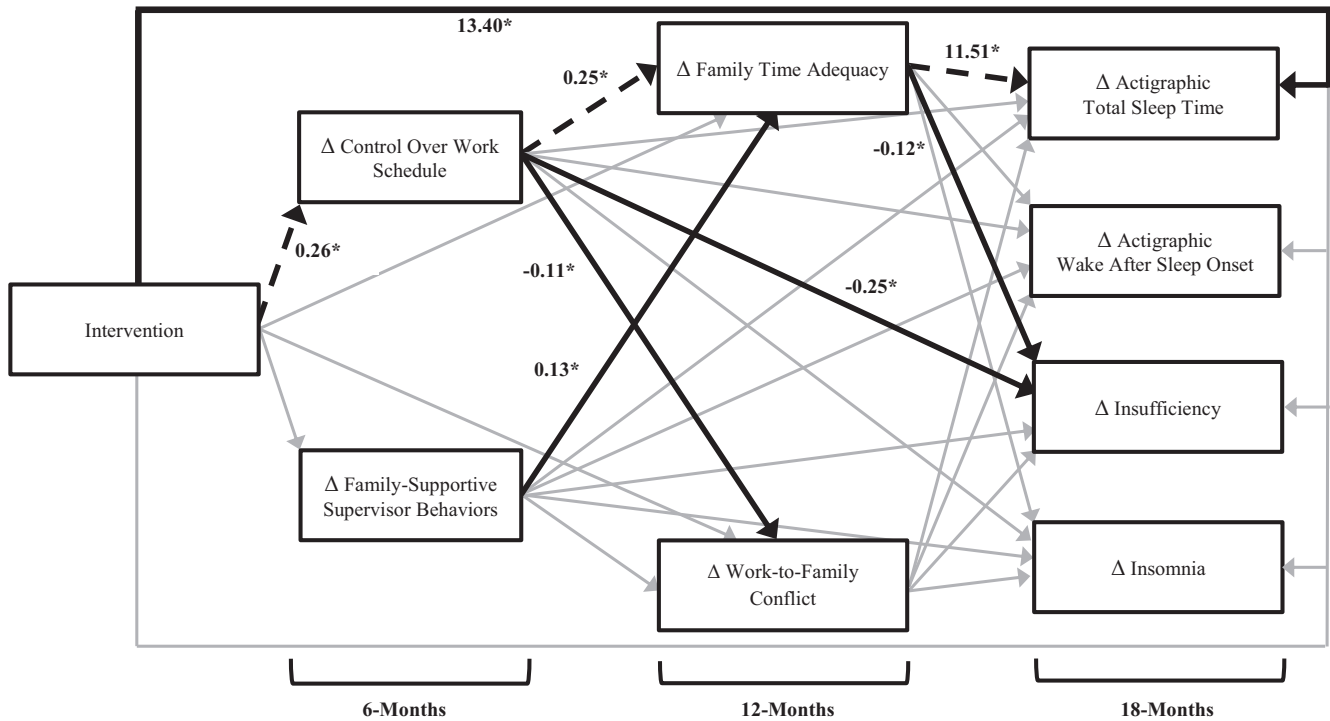 13.40*
Δ Family Time Adequacy
11.51*
Δ Actigraphic
Total Sleep Time
0.25*
Δ Control Over Work
Schedule
-0.12*
0.26*
-0.11*
-0.25*
Δ Actigraphic
Wake After Sleep Onset
Intervention
0.13*
Δ Insufficiency
Δ Family-Supportive
Supervisor Behaviors
Δ Work-to-Family
Conflict
Δ Insomnia
6-Months
12-Months
18-Months